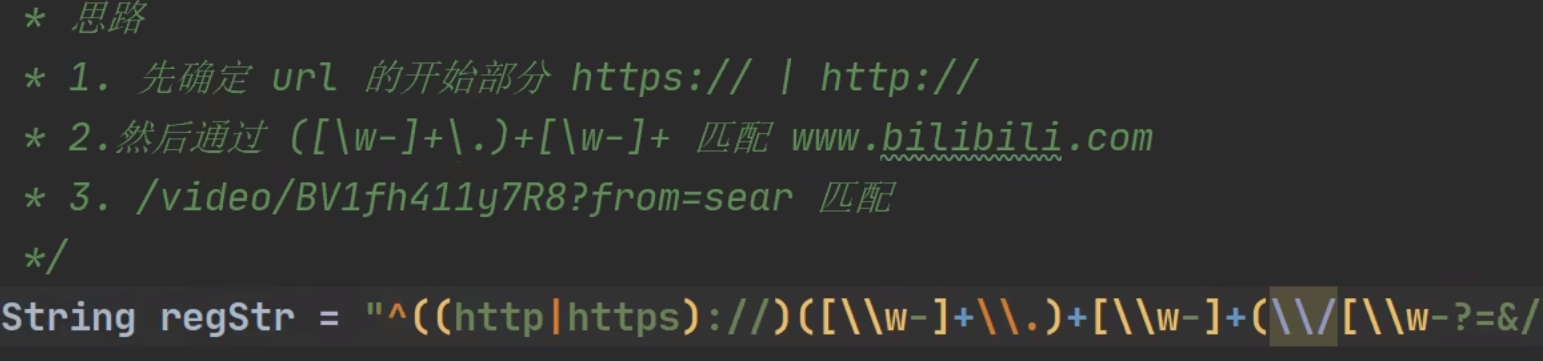 * 思路
* 1. 先确定 url 的开始部分 https:// | http://
* 2.然后通过 ([\w-]+\.)+[\w-]+ 匹配 www.bilibili.com
* 3. /video/BV1fh411y7R8?from=sear 匹配
*/
String regStr = "^((http|https)://)([\\w-]+\\.)+[\\w-]+(\\/[\\w-?=&/